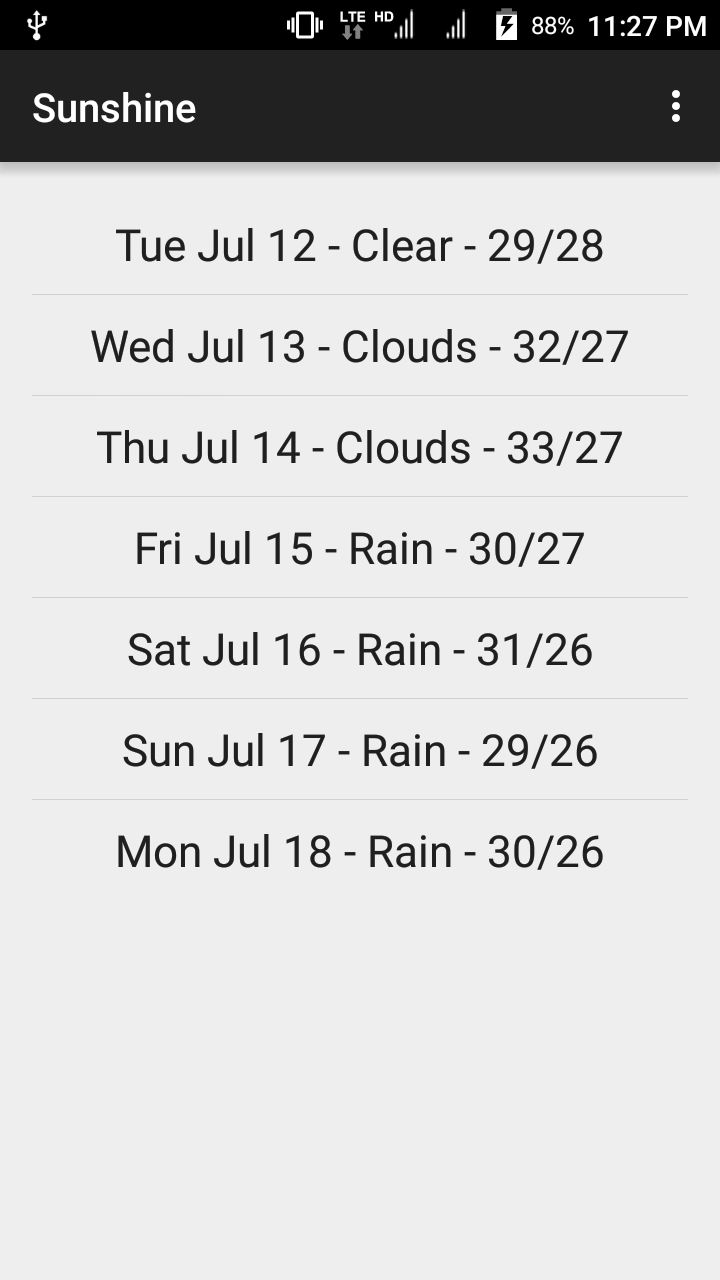 LTE HD 88% 11:27 PM
Sunshine
Tue Jul 12 - Clear - 29/28
Wed Jul 13 - Clouds - 32/27
Thu Jul 14 - Clouds - 33/27
Fri Jul 15 - Rain - 30/27
Sat Jul 16 - Rain - 31/26
Sun Jul 17 - Rain - 29/26
Mon Jul 18 - Rain - 30/26